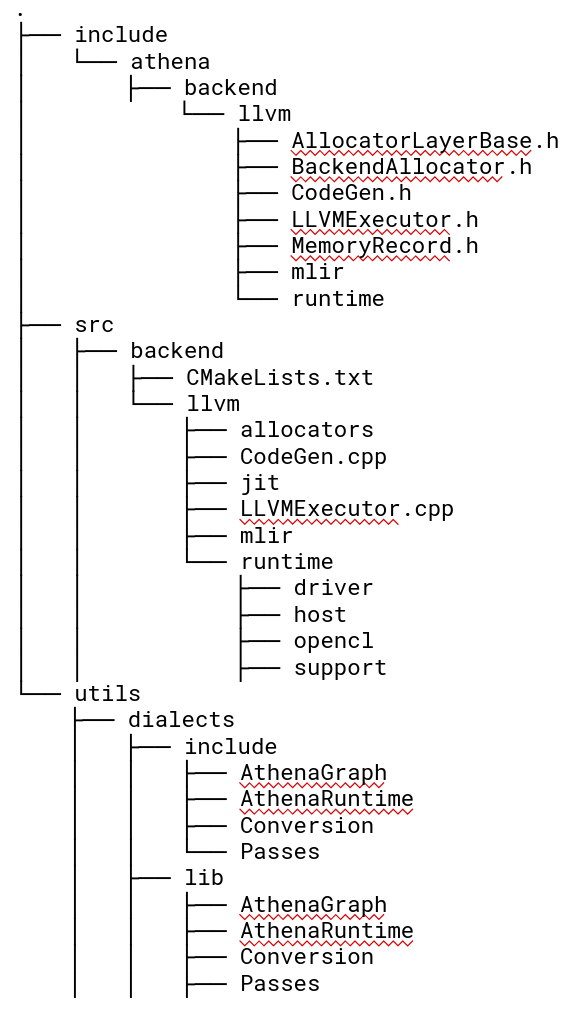 .
├── include
│   └── athena
│       ├── backend
│           └── llvm
│               ├── AllocatorLayerBase.h
│               ├── BackendAllocator.h
│               ├── CodeGen.h
│               ├── LLVMExecutor.h
│               ├── MemoryRecord.h
│               ├── mlir
│               └── runtime
├── src
│   ├── backend
│   │   ├── CMakeLists.txt
│   │   └── llvm
│   │       ├── allocators
│   │       ├── CodeGen.cpp
│   │       ├── jit
│   │       ├── LLVMExecutor.cpp
│   │       ├── mlir
│   │       └── runtime
│   │           ├── driver
│   │           ├── host
│   │           ├── opencl
│   │           ├── support
└── utils
    ├── dialects
    │   ├── include
    │   │   ├── AthenaGraph
    │   │   ├── AthenaRuntime
    │   │   ├── Conversion
    │   │   └── Passes
    │   ├── lib
    │   │   ├── AthenaGraph
    │   │   ├── AthenaRuntime
    │   │   ├── Conversion
    │   │   ├── Passes